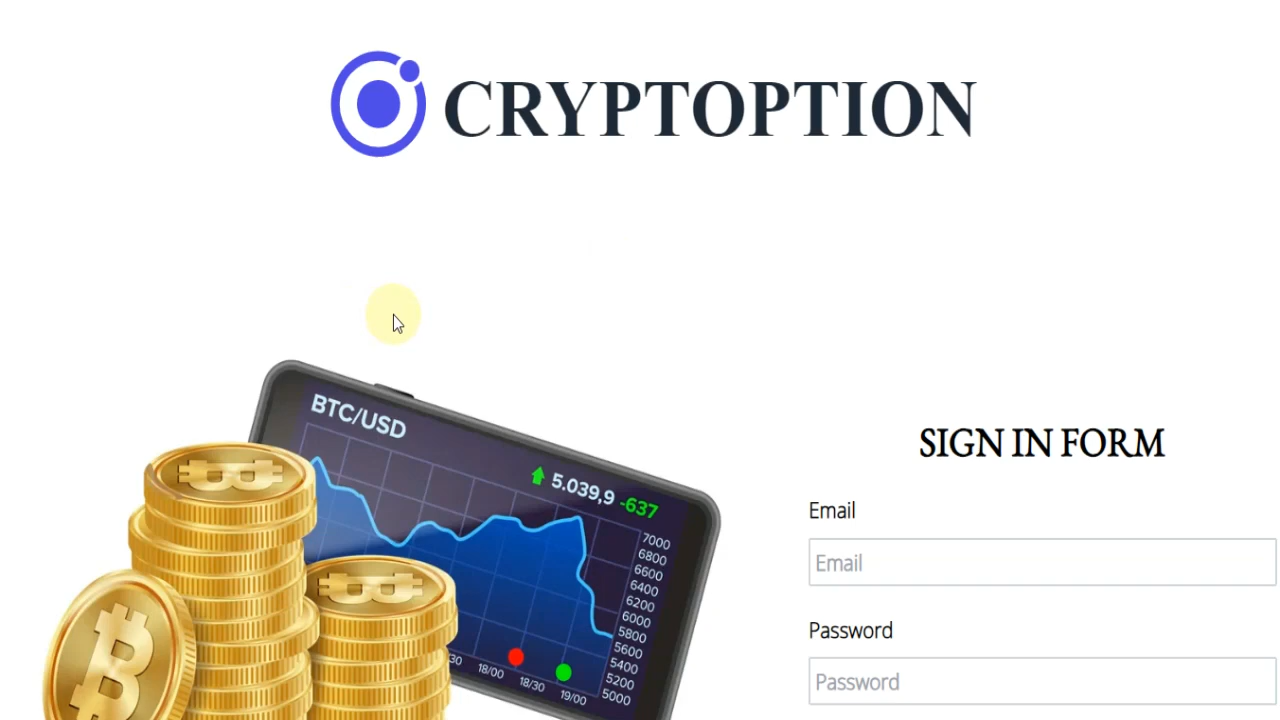 CRYPTOPTION
BTC/USD
5.039,9 -637
7000
6800
6600
6400
6200
6000
5800
5600
5400
5200
5000
30
18/00
18/30
19/00
SIGN IN FORM
Email
Email
Password
Password